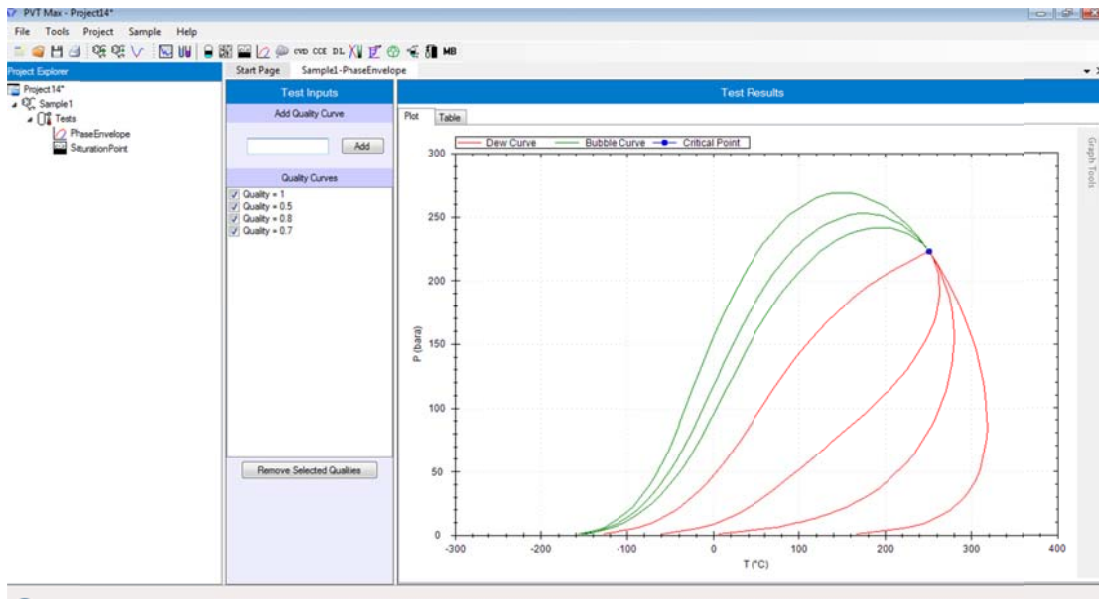 PVT Max - Project14*
File Tools Project Sample Help
CVD CCE DL MB
Project Explorer
Start Page Sample1-PhaseEnvelope
Project14*
Sample1
Tests
PhaseEnvelope
SiturationPoint
Test Inputs
Add Quality Curve
Add
Quality Curves
Quality = 1
Quality = 0.5
Quality = 0.8
Quality = 0.7
Remove Selected Qualities
Test Results
Plot Table
Dew Curve Bubble Curve Critical Point
300
250
200
150
100
50
0
P (bara)
-300 -200 -100 0 100 200 300 400
T (°C)
Graph Tools